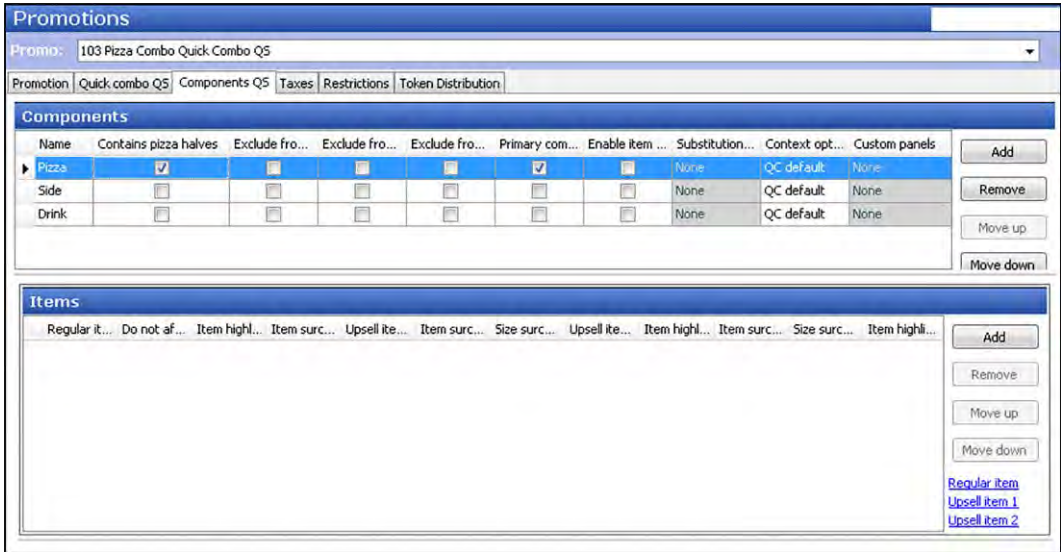 Promotions
Promo: 103 Pizza Combo Quick Combo QS
Promotion Quick combo QS Components QS Taxes Restrictions Token Distribution
Components
Name Contains pizza halves Exclude fro... Exclude fro... Exclude fro... Primary com... Enable item ... Substitution... Context opt... Custom panels
Add
Pizza None QC default None
Side None QC default None
Remove
Drink None QC default None
Move up
Move down
Items
Regular it... Do not af... Item highl... Item surc... Upsell ite... Item surc... Size surc... Upsell ite... Item highl... Item surc... Size surc... Item highli...
Add
Remove
Move up
Move down
Regular item
Upsell item 1
Upsell item 2